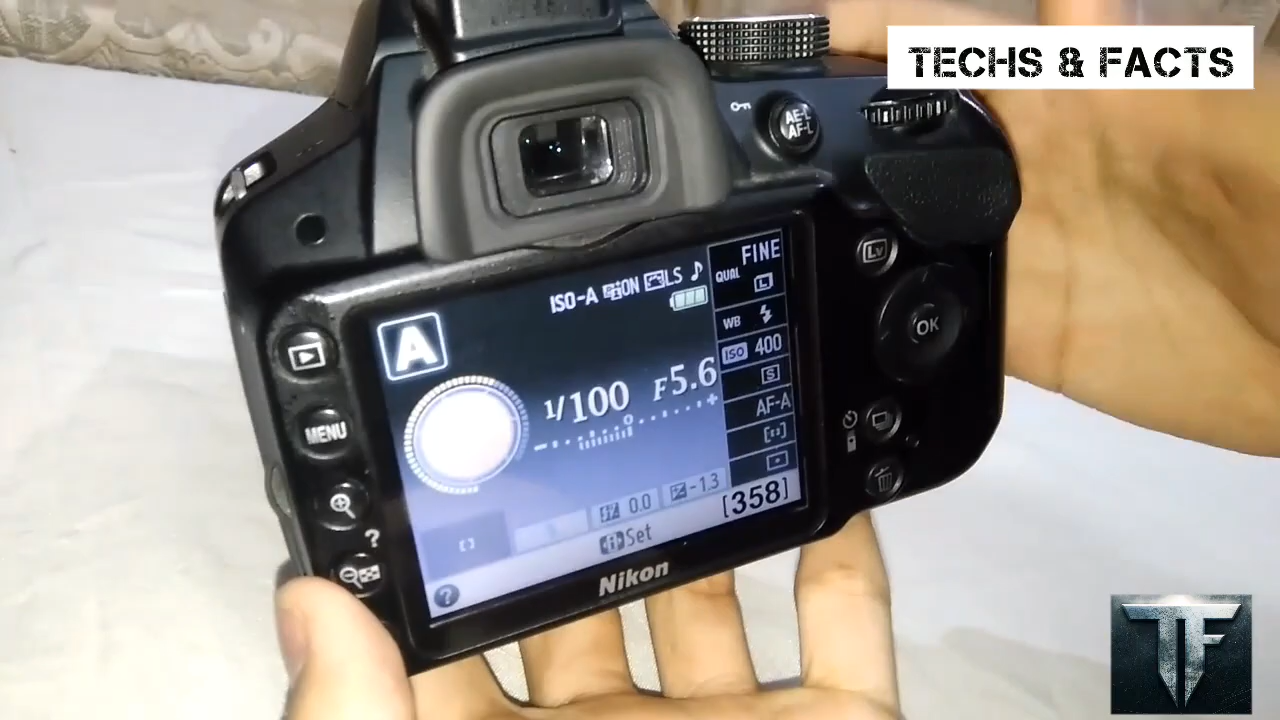 TECHS & FACTS
AE-L
AF-L
Lv
OK
MENU
?
ISO-A ON LS
FINE
QUAL L
WB
ISO 400
S
AF-A
A
1/100 F5.6
- 0 +
0.0 -1.3
[358]
i Set
?
Nikon
TF